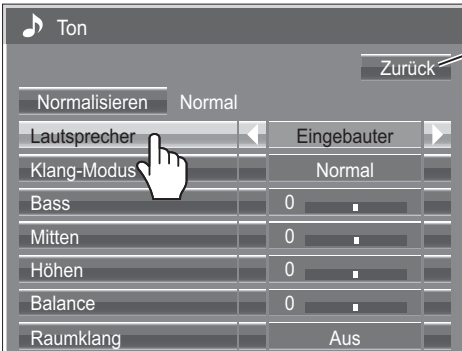 Ton
Zurück
Normalisieren Normal
Lautsprecher Eingebauter
Klang-Modus Normal
Bass 0
Mitten 0
Höhen 0
Balance 0
Raumklang Aus